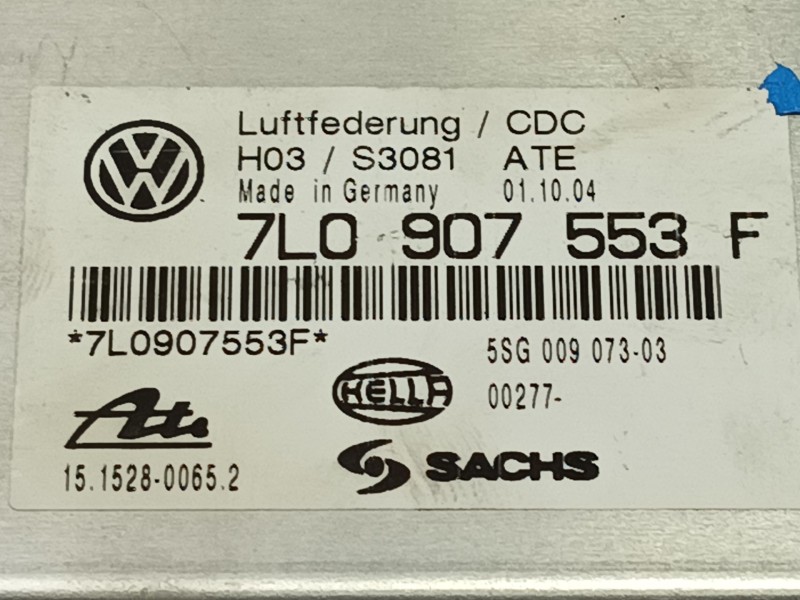 Luftfederung / CDC
H03 / S3081 ATE
Made in Germany 01.10.04
7L0 907 553 F
*7L0907553F*
5SG 009 073-03
HELLA
00277-
Ate
15.1528-0065.2
SACHS